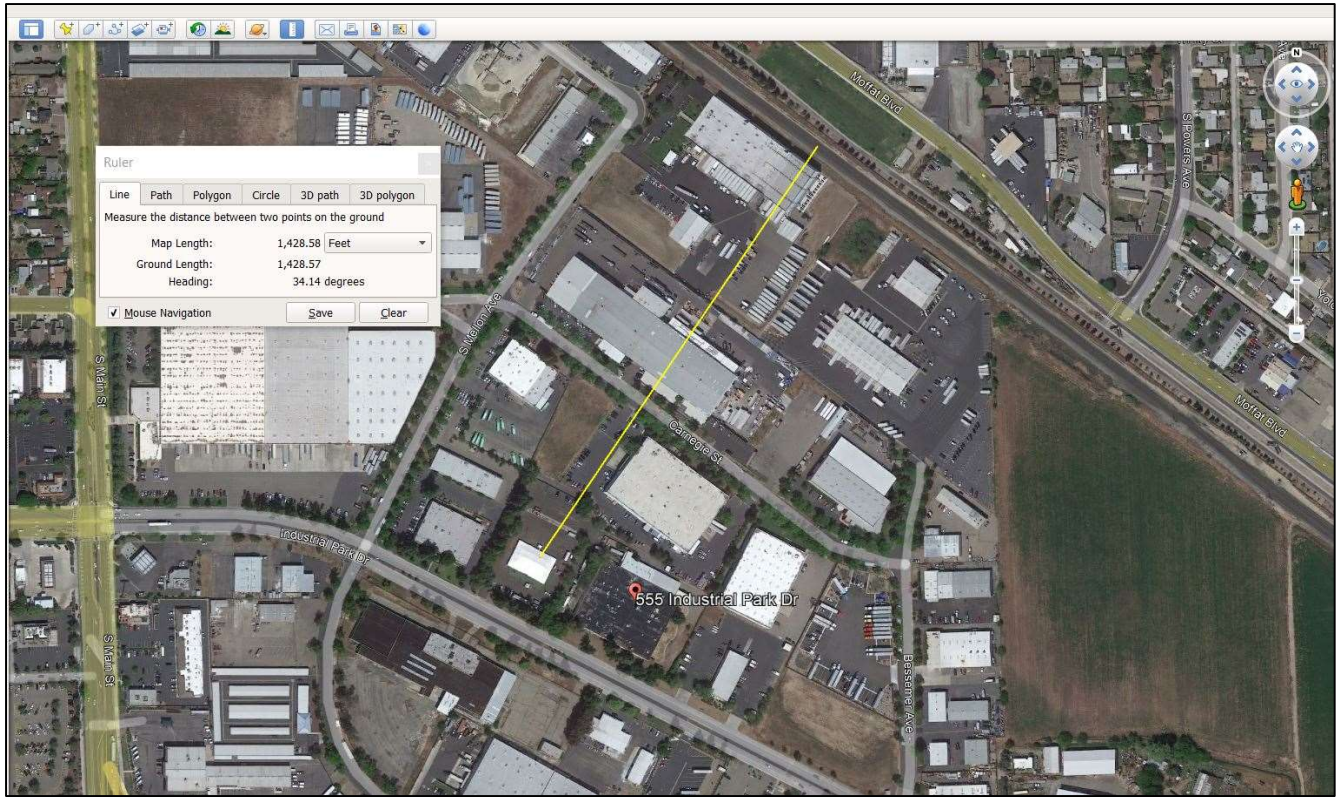 Ruler
Line Path Polygon Circle 3D path 3D polygon
Measure the distance between two points on the ground
Map Length: 1,428.58 Feet
Ground Length: 1,428.57
Heading: 34.14 degrees
Mouse Navigation Save Clear
N
Moffat Blvd
S Powers Ave
Ave
S Main St
S Kellon Ave
Carnegie St
Moffat Blvd
Industrial Park Dr
555 Industrial Park Dr
S Main St
Bessemer Ave